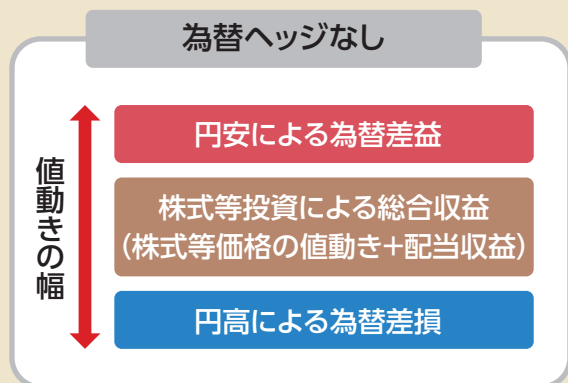 為替ヘッジなし
値動きの幅
円安による為替差益
株式等投資による総合収益
(株式等価格の値動き+配当収益)
円高による為替差損